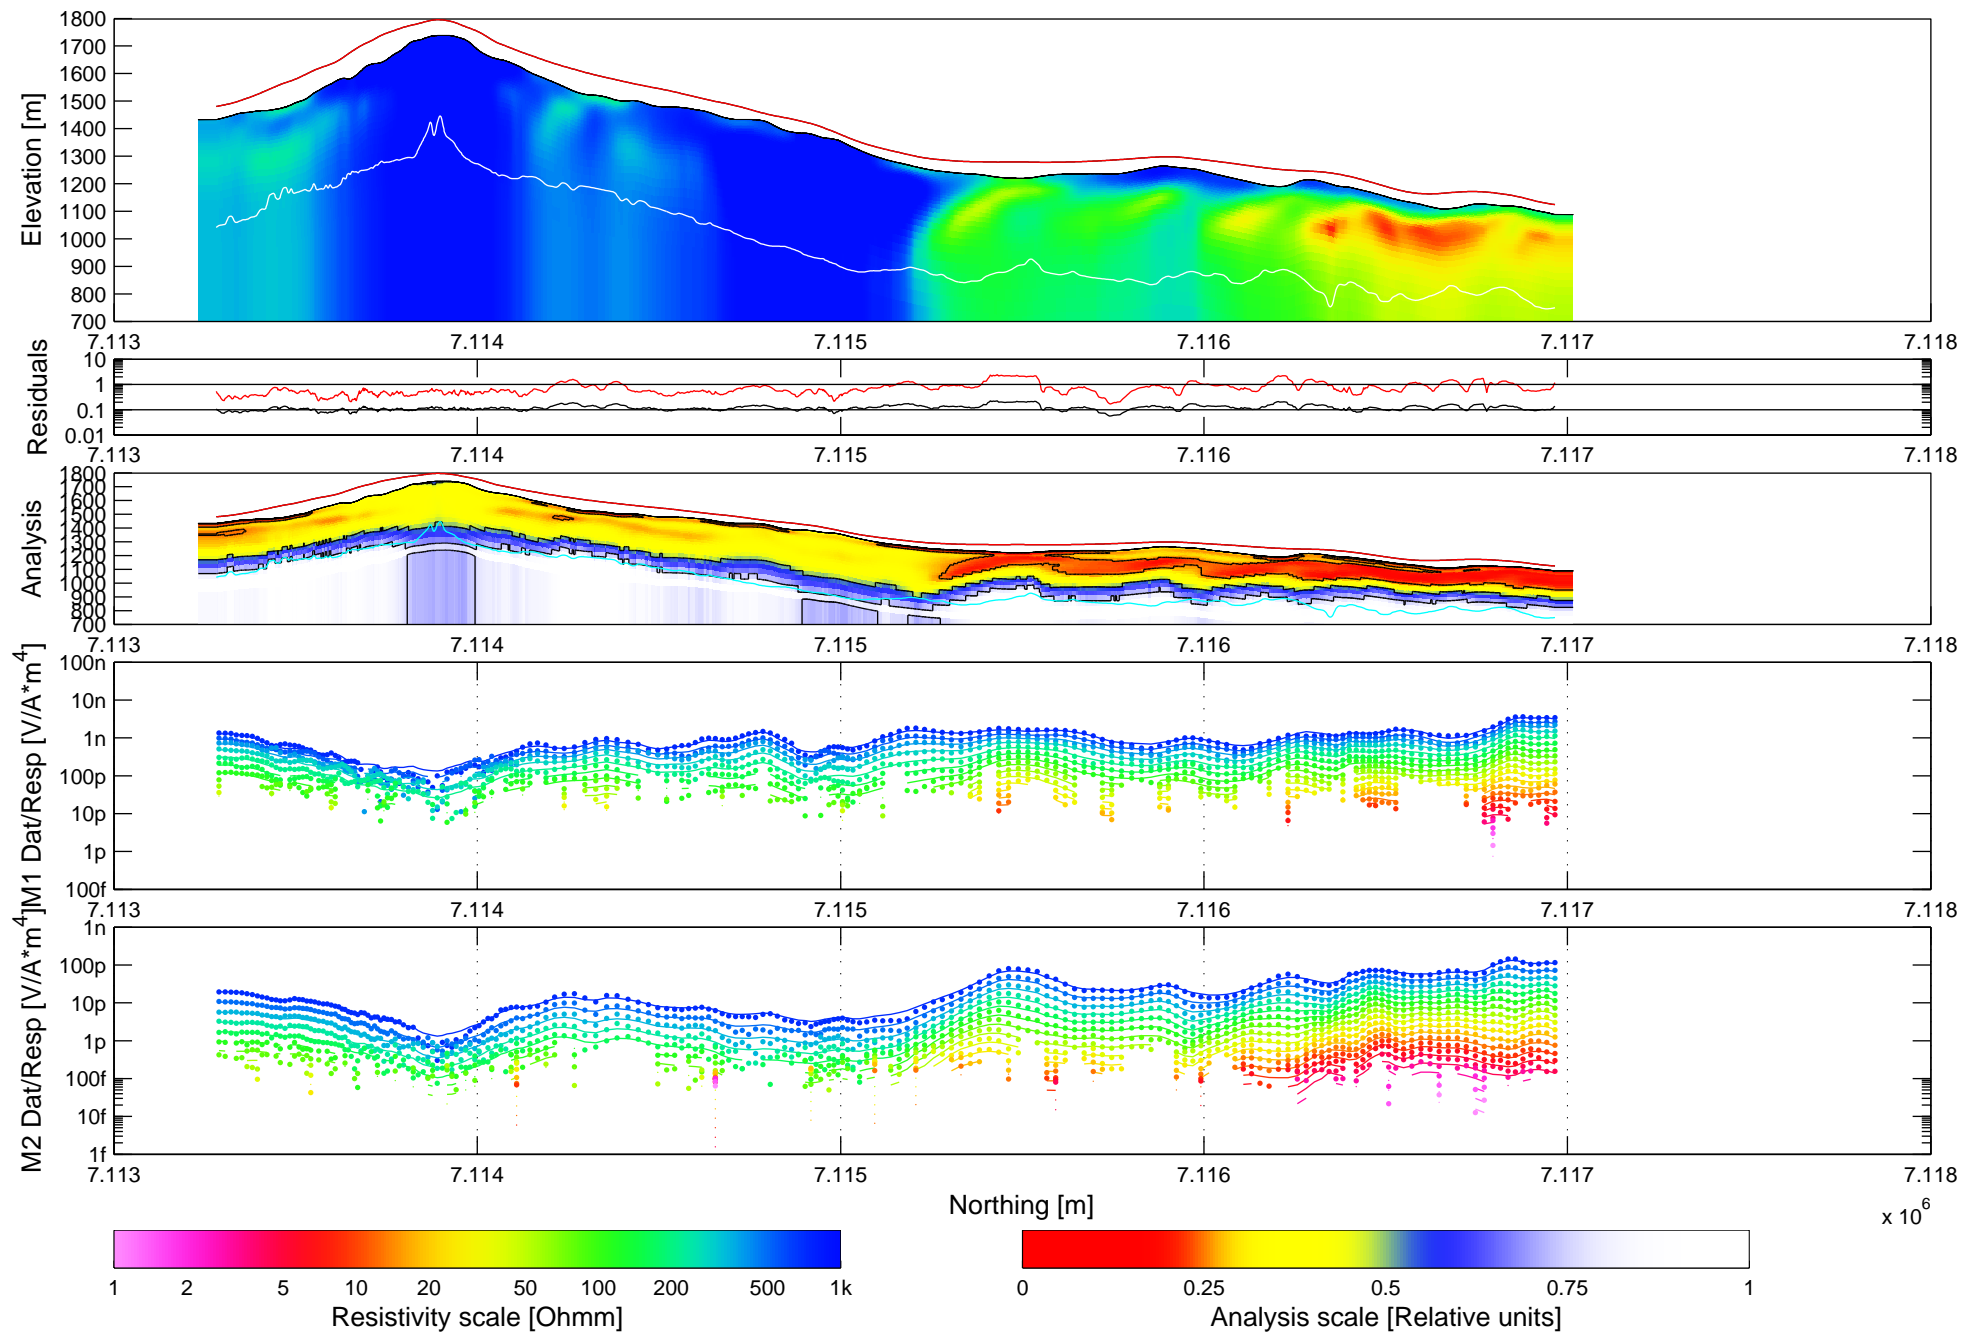 1800
1700
1600
1500
1400
1300
1200
1100
1000
900
800
700
Elevation [m]
7.113 7.114 7.115 7.116 7.117 7.118
10
1
0.1
0.01
Residuals
7.113 7.114 7.115 7.116 7.117 7.118
1800
1700
1600
1500
1400
1300
1200
1100
1000
900
800
700
Analysis
7.113 7.114 7.115 7.116 7.117 7.118
100n
10n
1n
100p
10p
1p
100f
M1 Dat/Resp [V/A*m^4]
7.113 7.114 7.115 7.116 7.117 7.118
1n
100p
10p
1p
100f
10f
1f
M2 Dat/Resp [V/A*m^4]
7.113 7.114 7.115 7.116 7.117 7.118
Northing [m]
x 10^6
1 2 5 10 20 50 100 200 500 1k
Resistivity scale [Ohmm]
0 0.25 0.5 0.75 1
Analysis scale [Relative units]